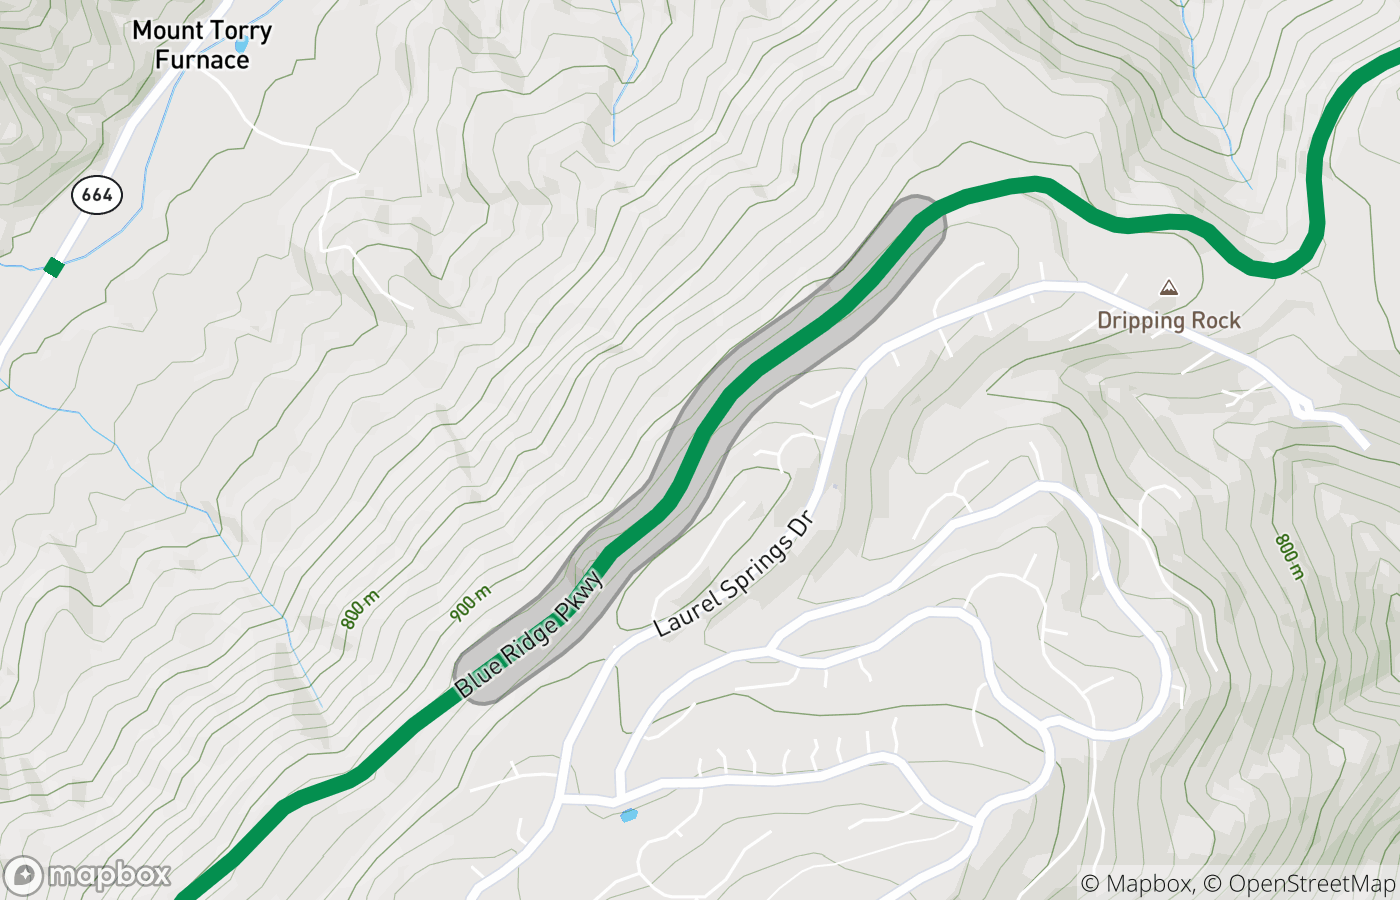 Mount Torry
Furnace
664
Dripping Rock
800 m
800 m
900 m
Blue Ridge Pkwy
Laurel Springs Dr
mapbox
© Mapbox, © OpenStreetMap